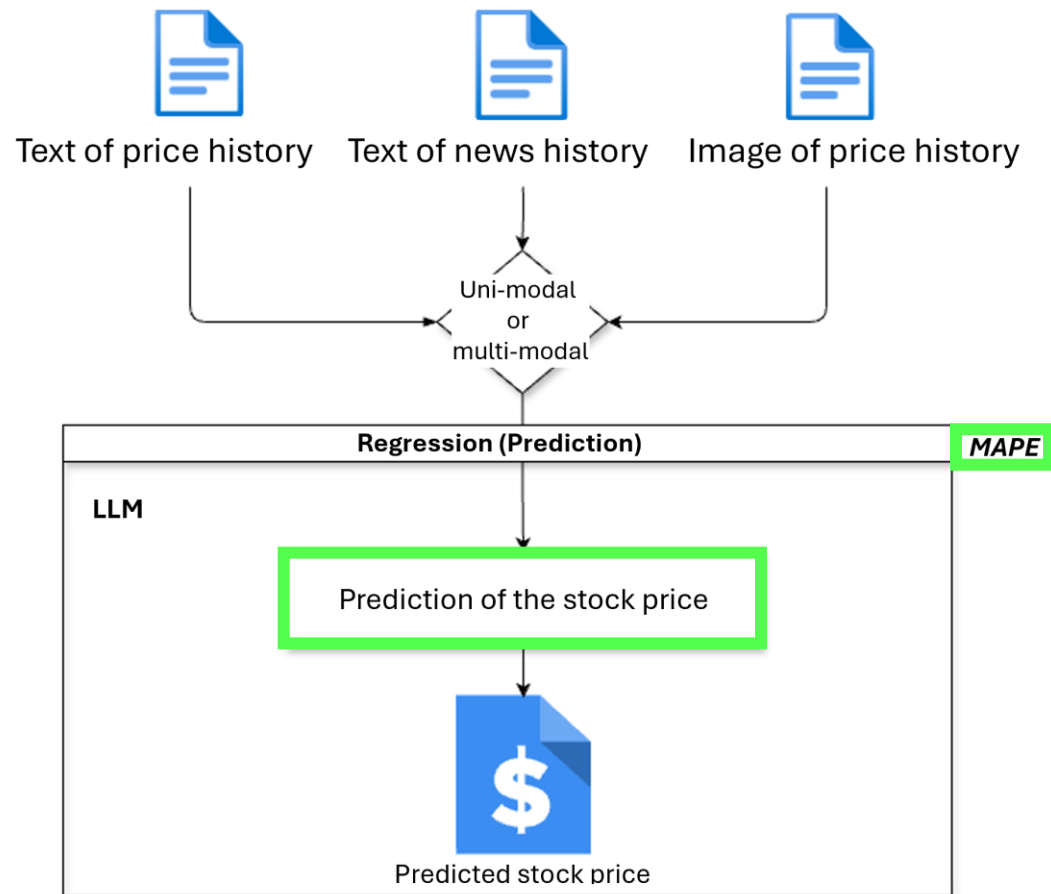 Text of price history
Text of news history
Image of price history
Uni-modal
or
multi-modal
Regression (Prediction)
MAPE
LLM
Prediction of the stock price
$
Predicted stock price